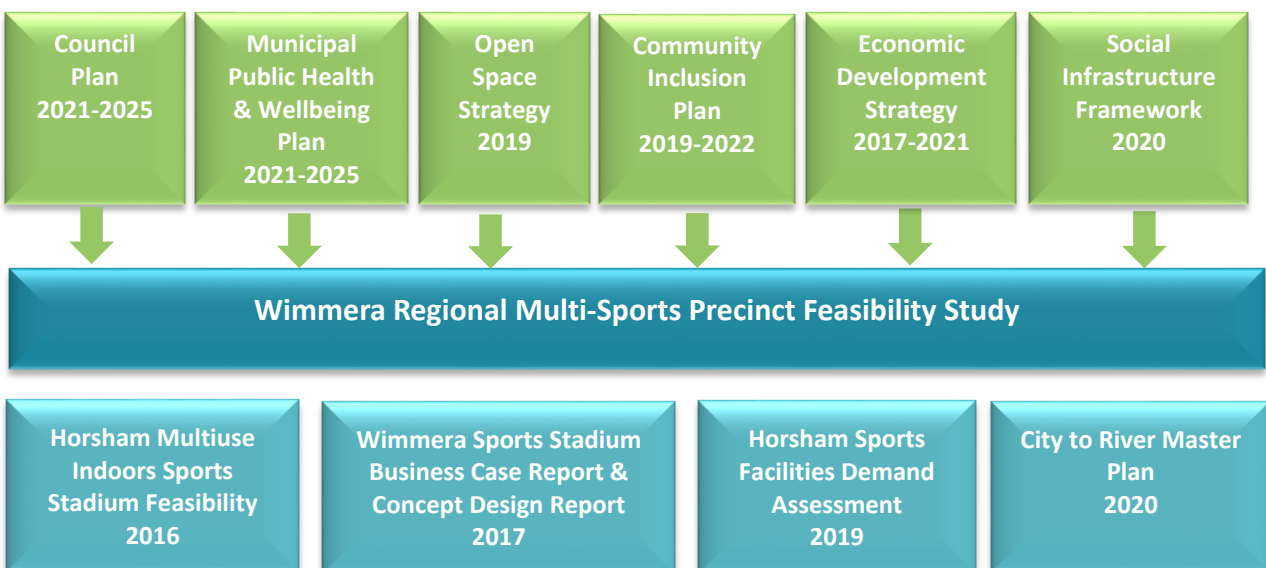 Council
Plan
2021-2025
Municipal
Public Health
& Wellbeing
Plan
2021-2025
Open
Space
Strategy
2019
Community
Inclusion
Plan
2019-2022
Economic
Development
Strategy
2017-2021
Social
Infrastructure
Framework
2020
Wimmera Regional Multi-Sports Precinct Feasibility Study
Horsham Multiuse
Indoors Sports
Stadium Feasibility
2016
Wimmera Sports Stadium
Business Case Report &
Concept Design Report
2017
Horsham Sports
Facilities Demand
Assessment
2019
City to River Master
Plan
2020